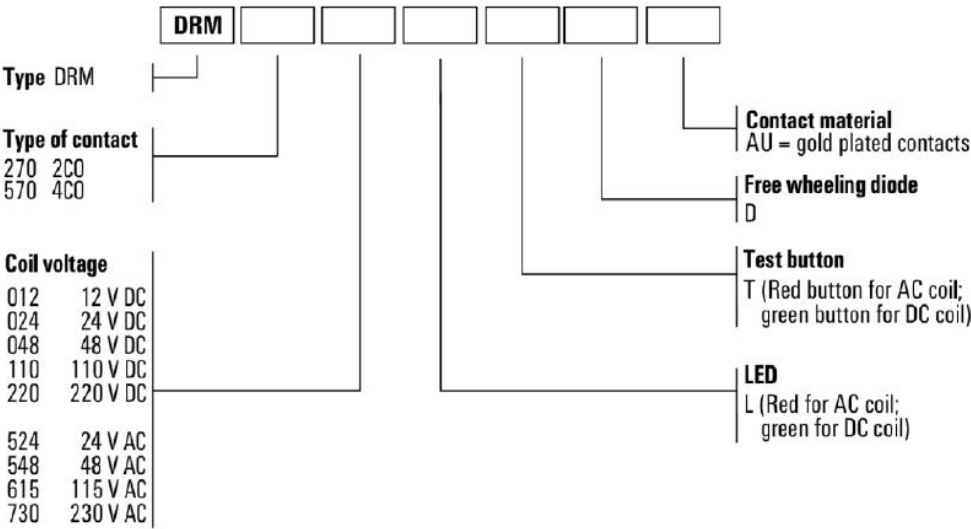 DRM
Type DRM
Type of contact
270 2CO
570 4CO
Coil voltage
012 12 V DC
024 24 V DC
048 48 V DC
110 110 V DC
220 220 V DC
524 24 V AC
548 48 V AC
615 115 V AC
730 230 V AC
Contact material
AU = gold plated contacts
Free wheeling diode
D
Test button
T (Red button for AC coil;
green button for DC coil)
LED
L (Red for AC coil;
green for DC coil)